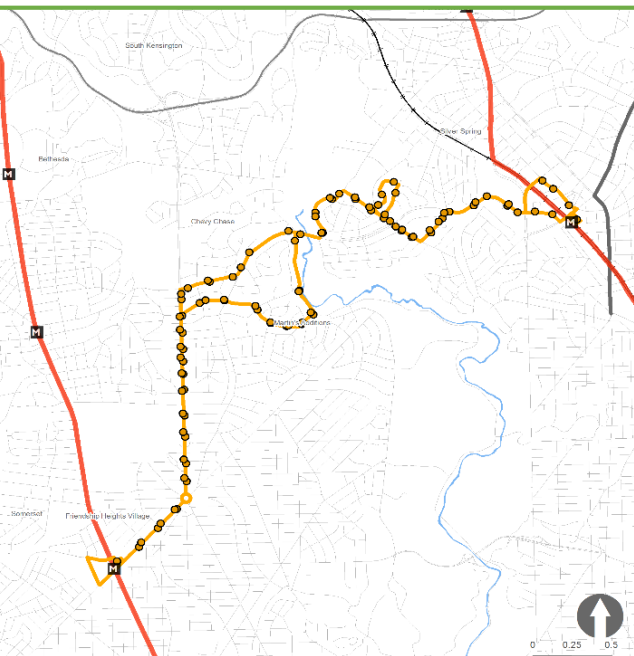 South Kensington
Silver Spring
Bethesda
M
Chevy Chase
M
M
Martin's Additions
Somerset
Friendship Heights Village
M
0 0.25 0.5